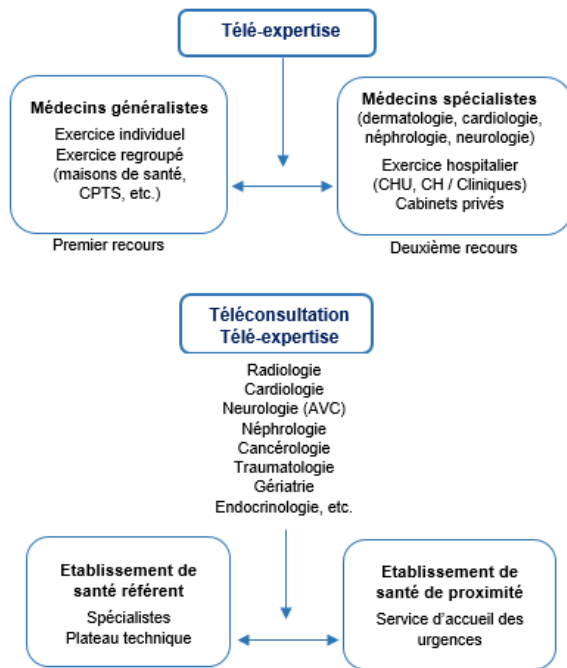 Télé-expertise
Médecins généralistes
Exercice individuel
Exercice regroupé
(maisons de santé,
CPTS, etc.)
Premier recours
Médecins spécialistes
(dermatologie, cardiologie,
néphrologie, neurologie)
Exercice hospitalier
(CHU, CH / Cliniques)
Cabinets privés
Deuxième recours
Téléconsultation
Télé-expertise
Radiologie
Cardiologie
Neurologie (AVC)
Néphrologie
Cancérologie
Traumatologie
Gériatrie
Endocrinologie, etc.
Etablissement de
santé référent
Spécialistes
Plateau technique
Etablissement de
santé de proximité
Service d’accueil des
urgences